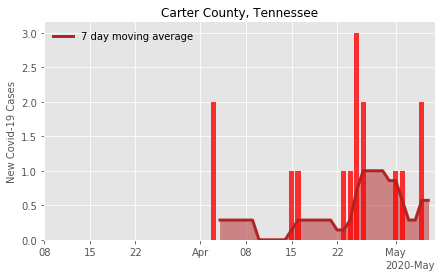 Carter County, Tennessee
7 day moving average
New Covid-19 Cases
3.0
2.5
2.0
1.5
1.0
0.5
0.0
08 15 22 Apr 08 15 22 May
2020-May